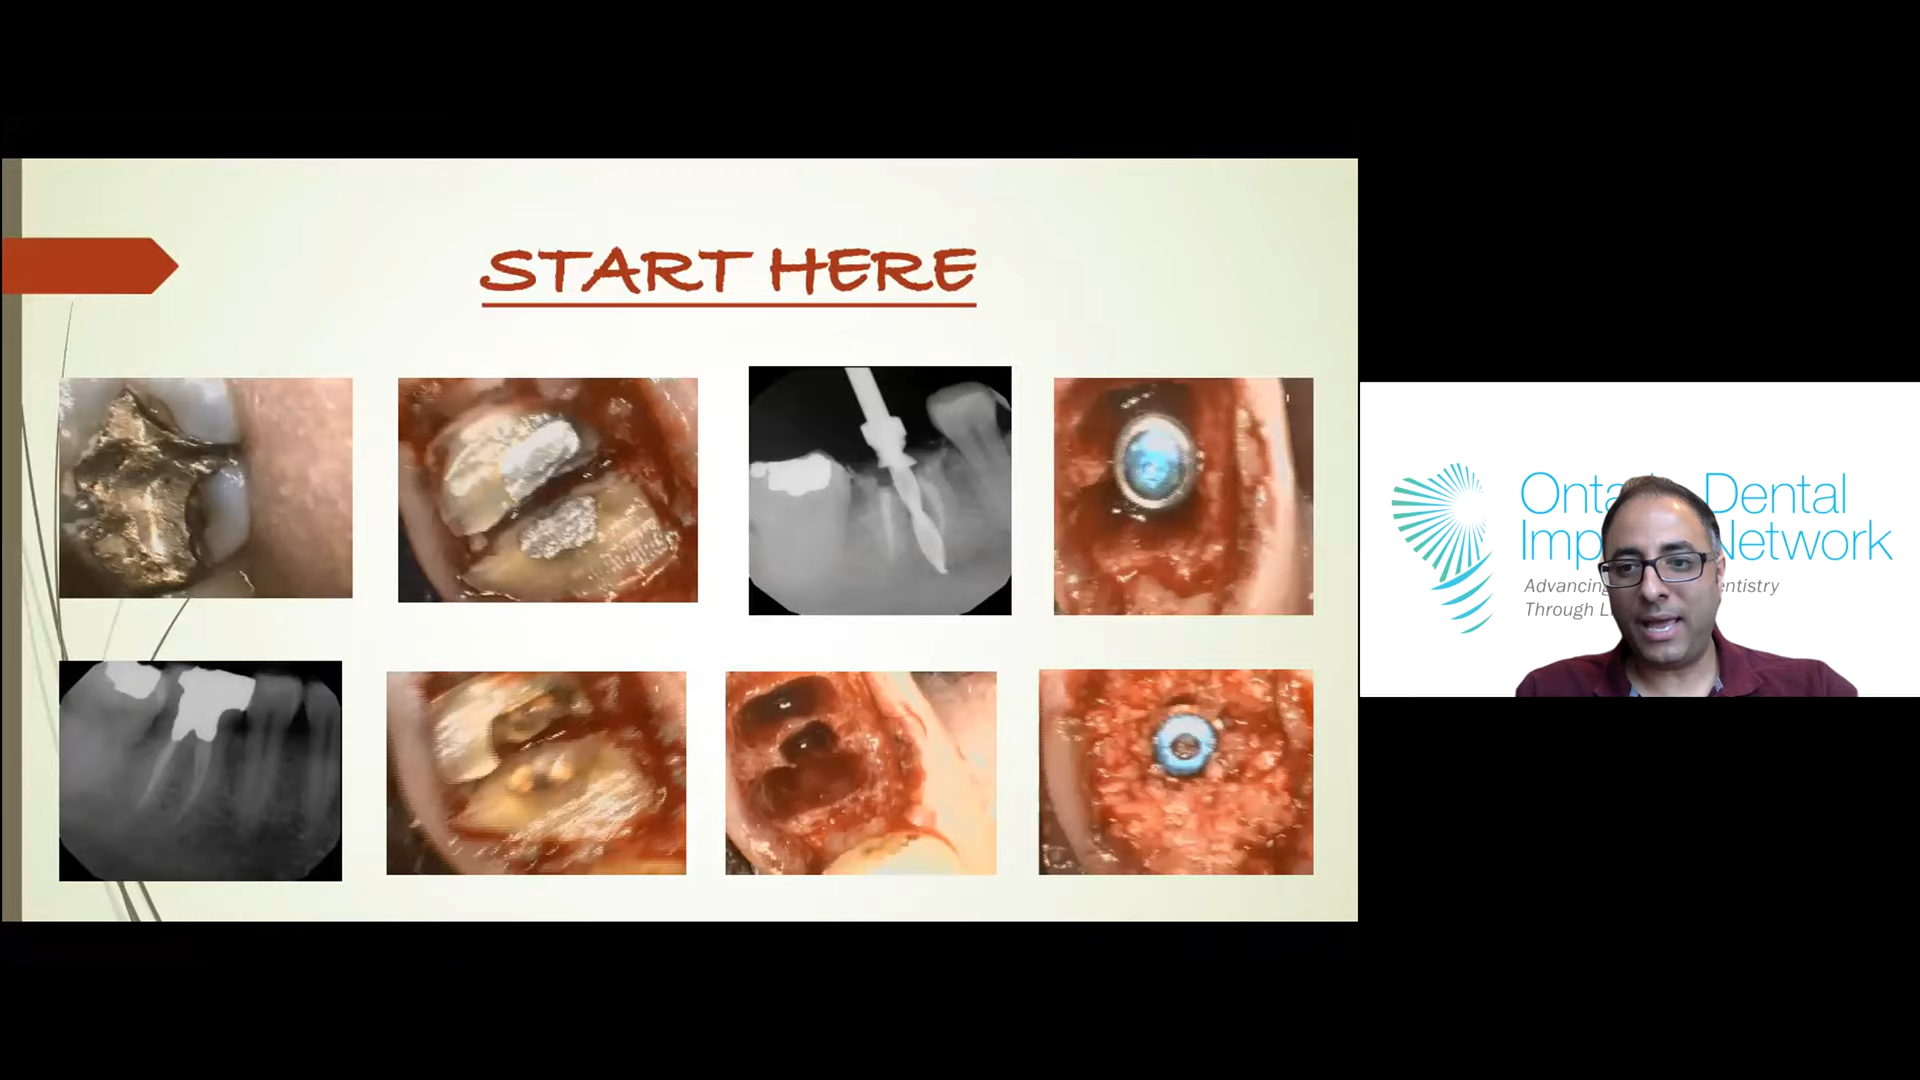 START HERE
Onta Dental
Imp Network
Advancing entistry
Through L